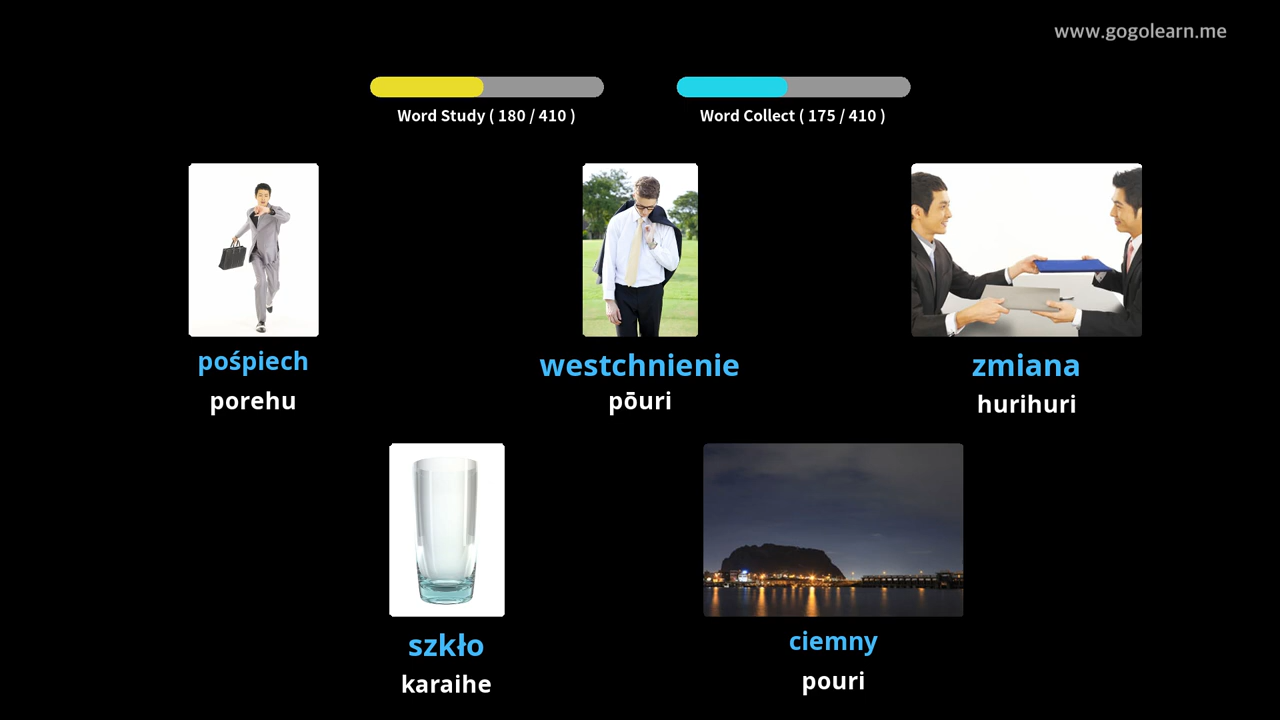 www.gogolearn.me
Word Study ( 180 / 410 )
Word Collect ( 175 / 410 )
pośpiech
porehu
westchnienie
pōuri
zmiana
hurihuri
szkło
karaihe
ciemny
pouri